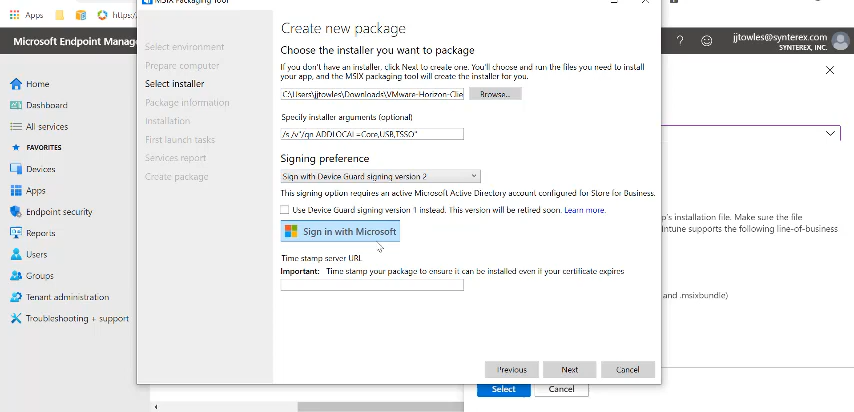 Apps
https:/
MSIX Packaging Tool
Microsoft Endpoint Manag
jjtowles@synterex.com
SYNTEREX, INC.
Home
Dashboard
All services
FAVORITES
Devices
Apps
Endpoint security
Reports
Users
Groups
Tenant administration
Troubleshooting + support
Select environment
Prepare computer
Select installer
Package information
Installation
First launch tasks
Services report
Create package
Create new package
Choose the installer you want to package
If you don't have an installer, click Next to create one. You'll choose and run the files you need to install
your app, and the MSIX packaging tool will create the installer for you.
C:\Users\jjtowles\Downloads\VMware-Horizon-Clie
Browse...
Specify installer arguments (optional)
/s /v"/qn ADDLOCAL=Core,USB,TSSO"
Signing preference
Sign with Device Guard signing version 2
This signing option requires an active Microsoft Active Directory account configured for Store for Business.
Use Device Guard signing version 1 instead. This version will be retired soon. Learn more.
Sign in with Microsoft
Time stamp server URL
Important: Time stamp your package to ensure it can be installed even if your certificate expires
Previous
Next
Cancel
p's installation file. Make sure the file
Intune supports the following line-of-business
and .msixbundle)
Select
Cancel